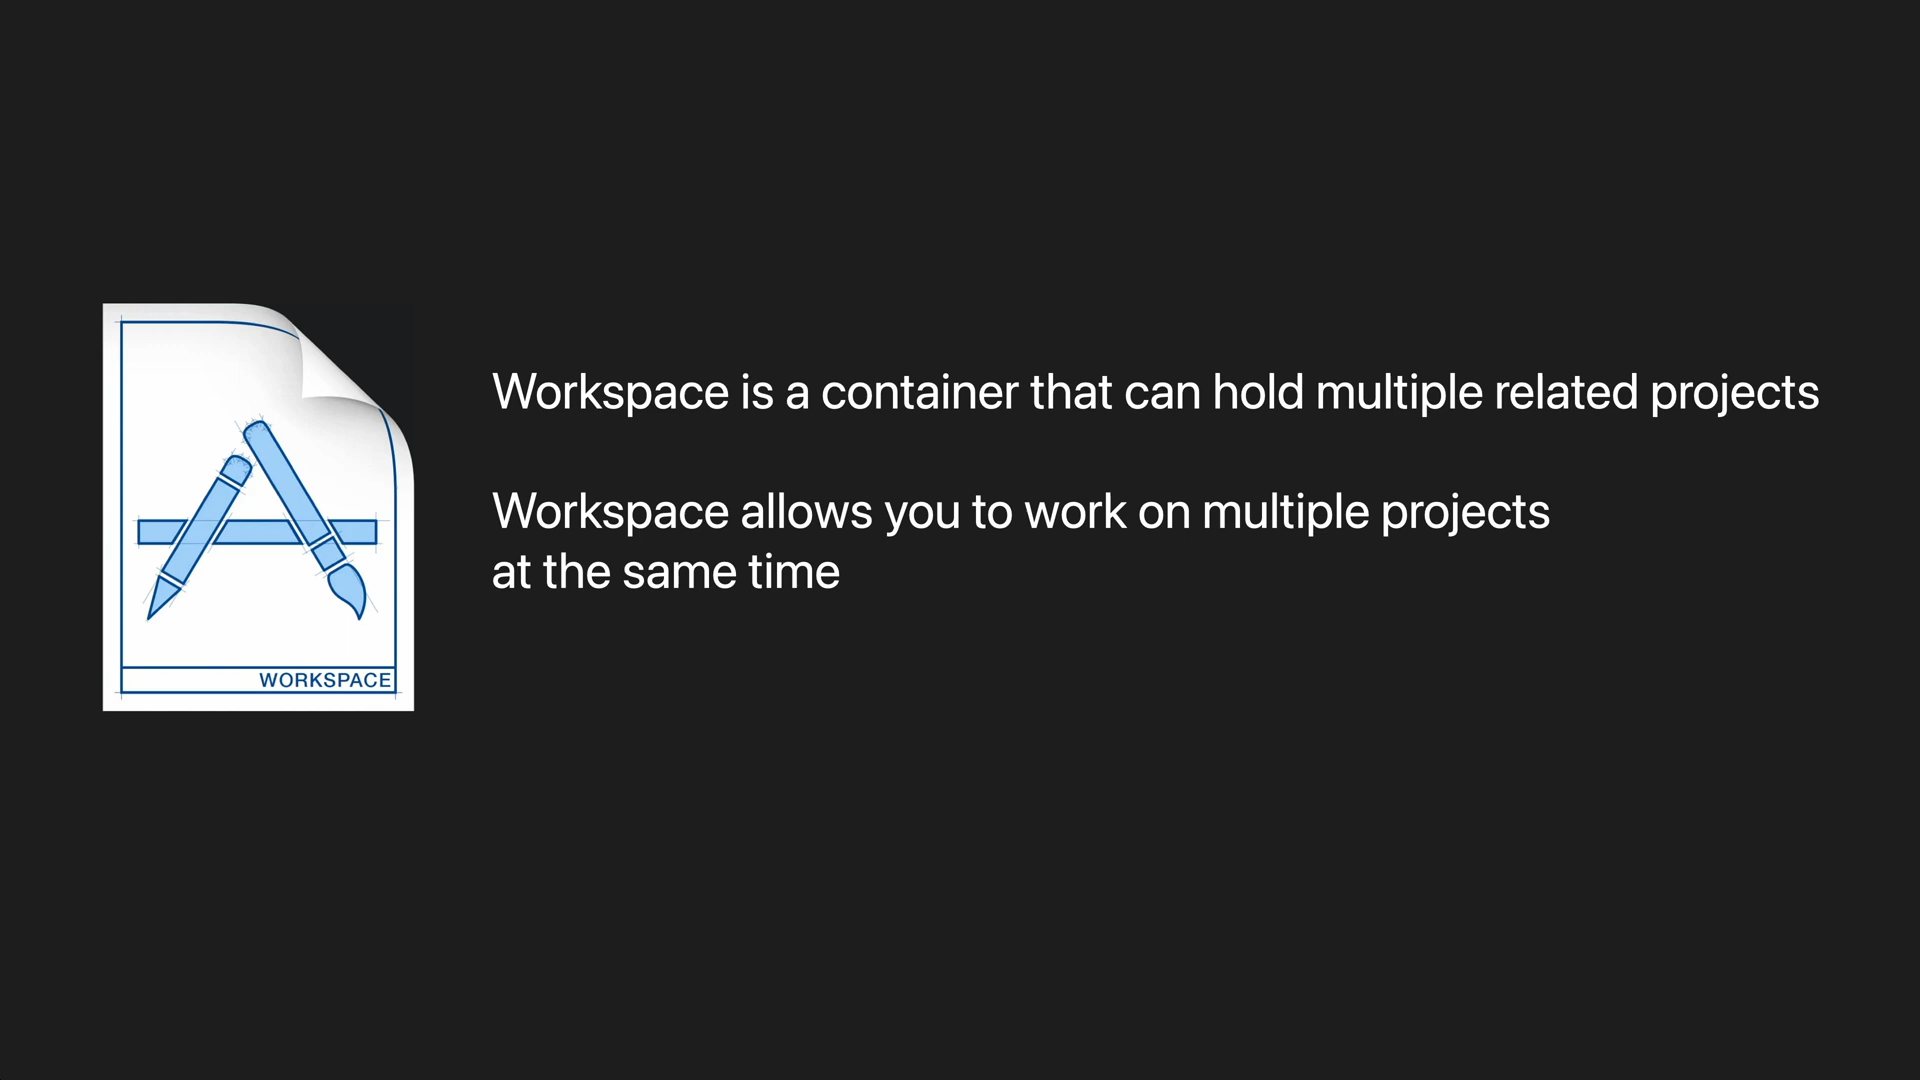 Workspace is a container that can hold multiple related projects
Workspace allows you to work on multiple projects
at the same time
WORKSPACE